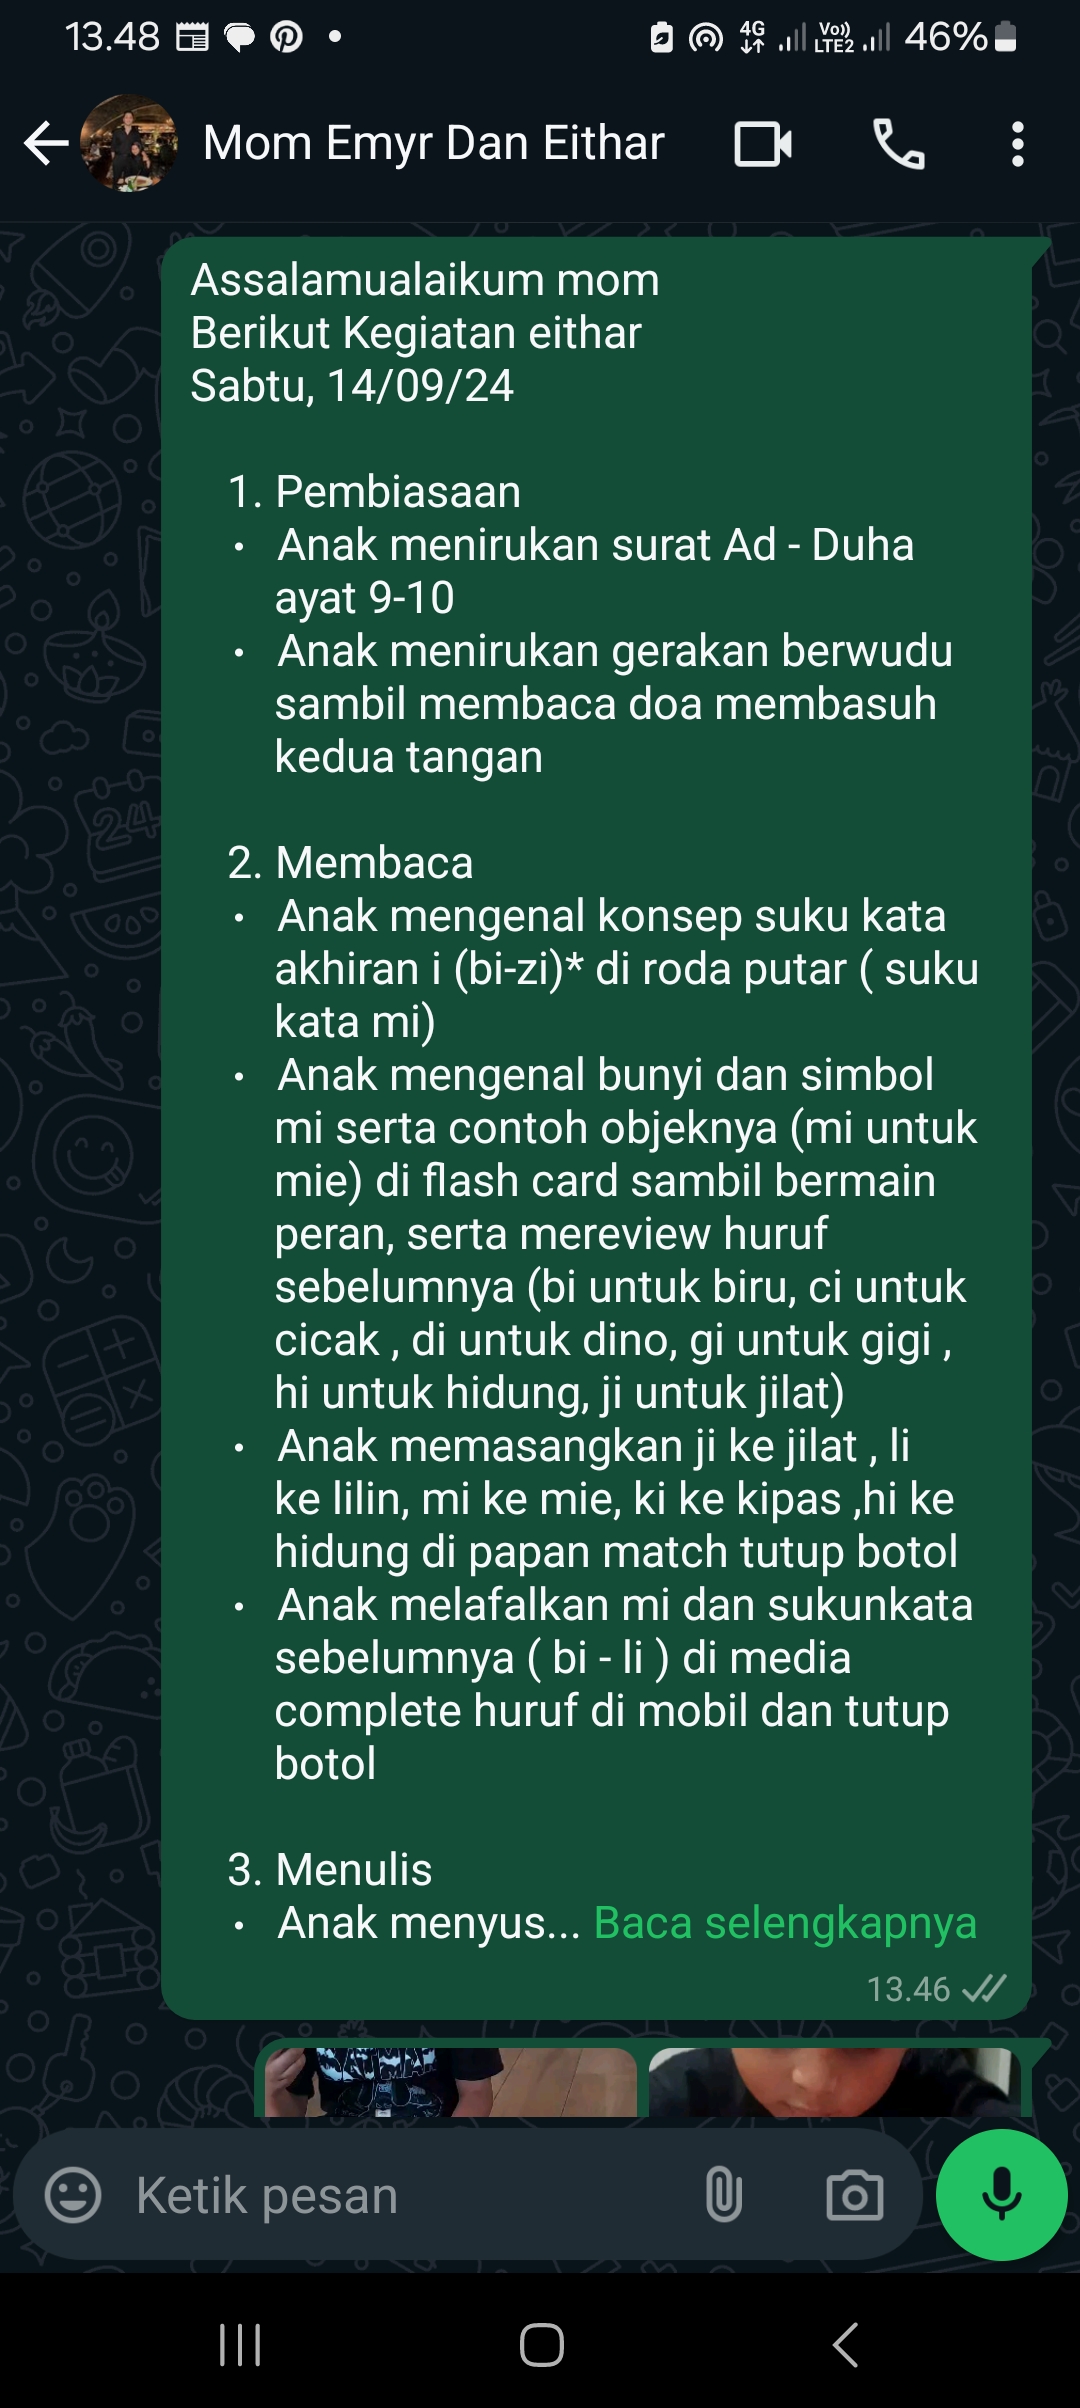 13.48
4G
Vo))
LTE2
46%
Mom Emyr Dan Eithar
Assalamualaikum mom
Berikut Kegiatan eithar
Sabtu, 14/09/24
1. Pembiasaan
• Anak menirukan surat Ad - Duha
ayat 9-10
• Anak menirukan gerakan berwudu
sambil membaca doa membasuh
kedua tangan
2. Membaca
• Anak mengenal konsep suku kata
akhiran i (bi-zi)* di roda putar ( suku
kata mi)
• Anak mengenal bunyi dan simbol
mi serta contoh objeknya (mi untuk
mie) di flash card sambil bermain
peran, serta mereview huruf
sebelumnya (bi untuk biru, ci untuk
cicak , di untuk dino, gi untuk gigi ,
hi untuk hidung, ji untuk jilat)
• Anak memasangkan ji ke jilat , li
ke lilin, mi ke mie, ki ke kipas ,hi ke
hidung di papan match tutup botol
• Anak melafalkan mi dan sukunkata
sebelumnya ( bi - li ) di media
complete huruf di mobil dan tutup
botol
3. Menulis
• Anak menyus... Baca selengkapnya
13.46
Ketik pesan